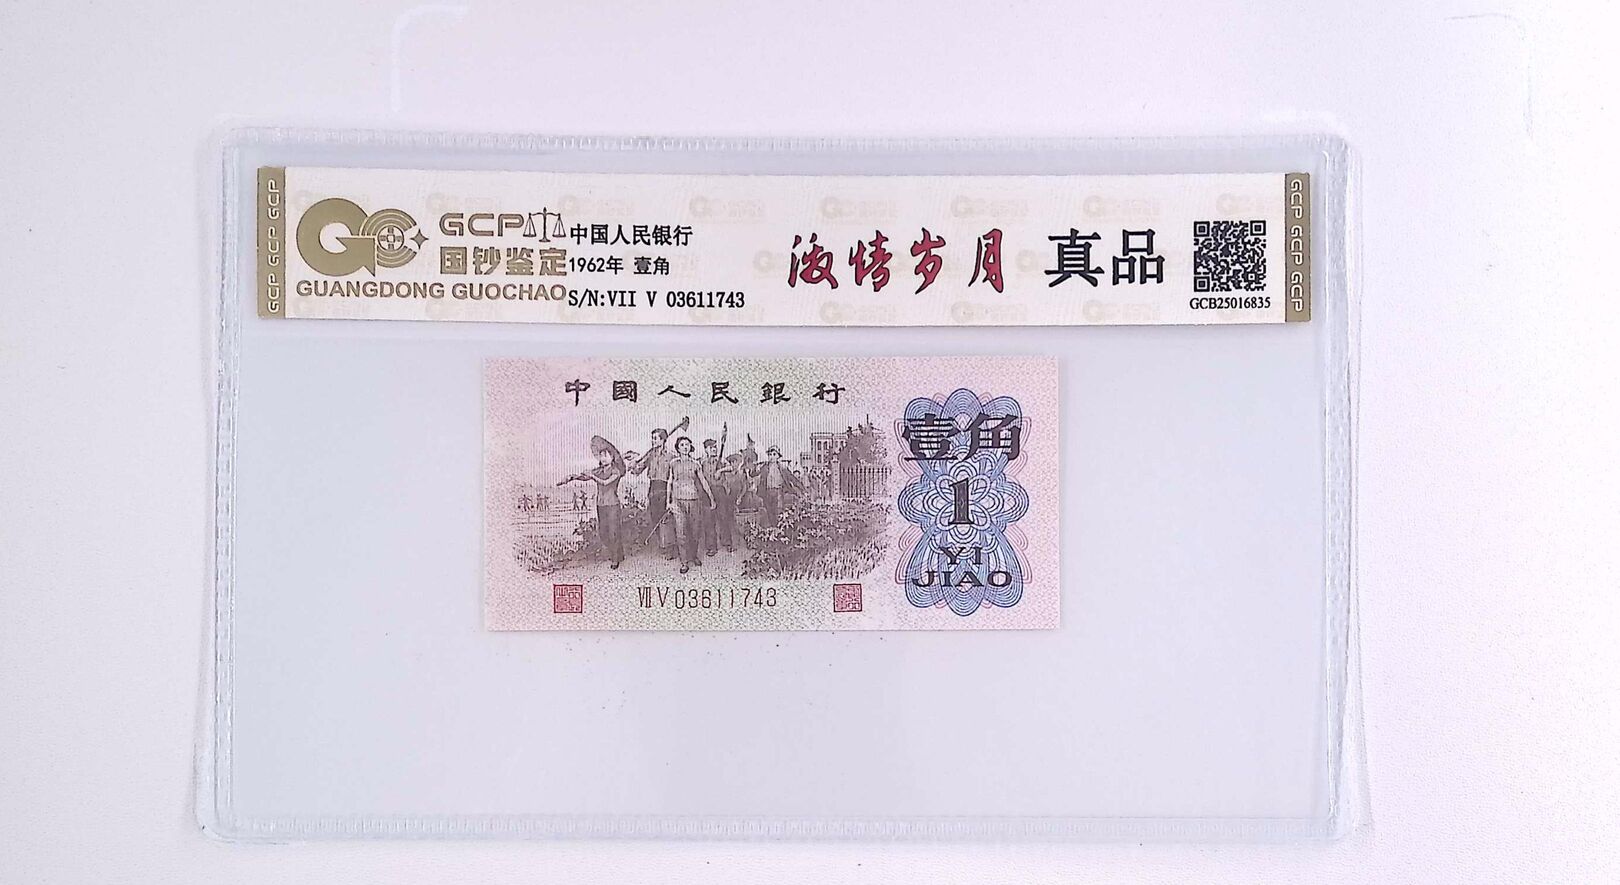 GCP GCP GCP
GCP
国钞鉴定
GUANGDONG GUOCHAO
中国人民银行
1962年 壹角
S/N:VII V 03611743
激情岁月 真品
GCB25016835
GCP GCP GCP
中國人民銀行
壹角
1
YI
JIAO
VII V 03611743